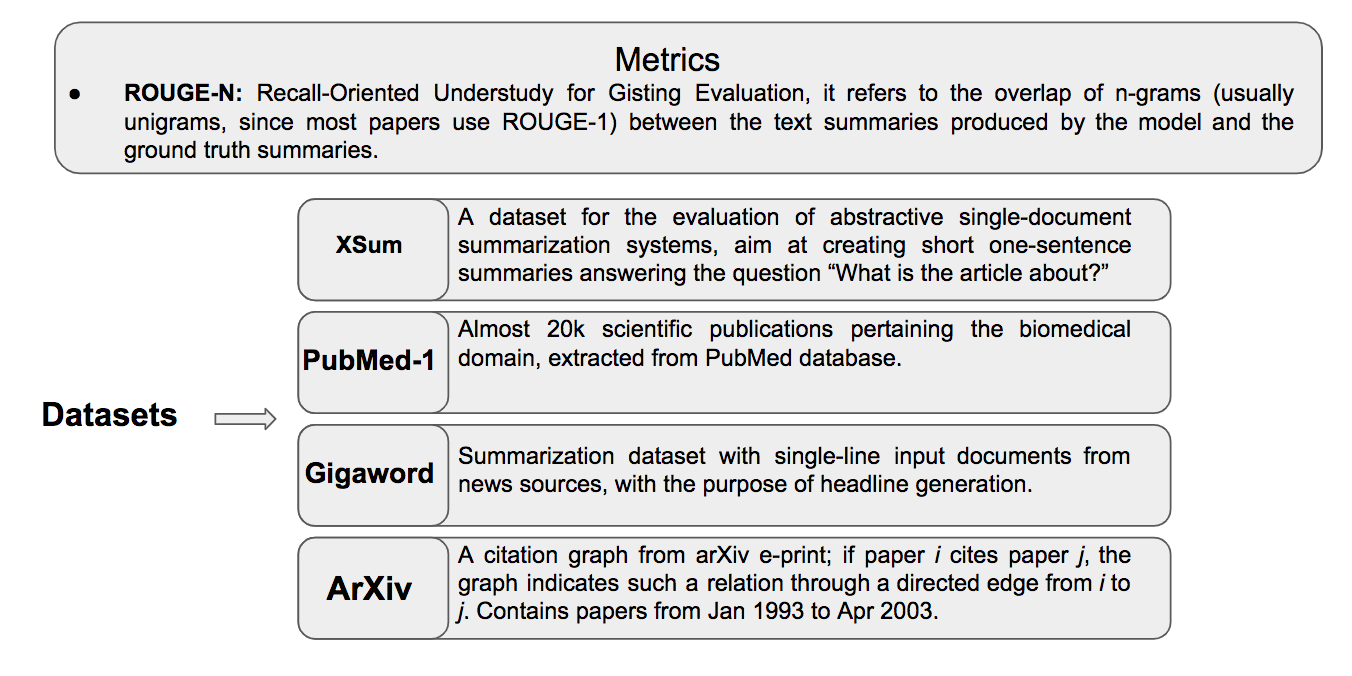 Metrics
● ROUGE-N: Recall-Oriented Understudy for Gisting Evaluation, it refers to the overlap of n-grams (usually
unigrams, since most papers use ROUGE-1) between the text summaries produced by the model and the
ground truth summaries.
XSum
A dataset for the evaluation of abstractive single-document
summarization systems, aim at creating short one-sentence
summaries answering the question “What is the article about?”
PubMed-1
Almost 20k scientific publications pertaining the biomedical
domain, extracted from PubMed database.
Datasets
Gigaword
Summarization dataset with single-line input documents from
news sources, with the purpose of headline generation.
ArXiv
A citation graph from arXiv e-print; if paper i cites paper j, the
graph indicates such a relation through a directed edge from i to
j. Contains papers from Jan 1993 to Apr 2003.